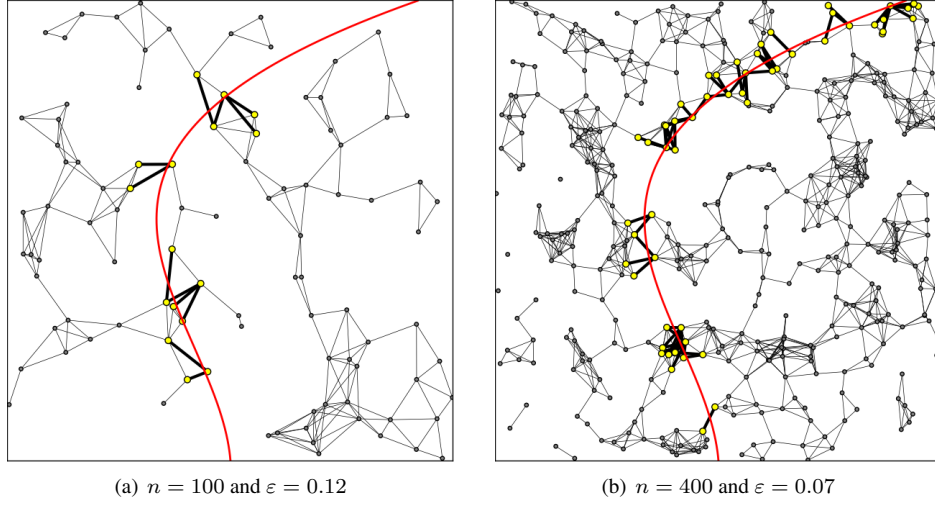 (a) n = 100 and ε = 0.12
(b) n = 400 and ε = 0.07